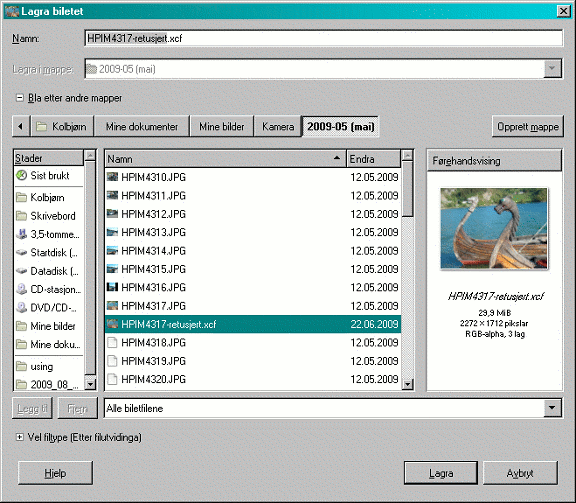 Lagra biletet
Namn:
HPIM4317-retusjert.xcf
Lagra i mappe:
2009-05 (mai)
Bla etter andre mapper
Kolbjørn
Mine dokumenter
Mine bilder
Kamera
2009-05 (mai)
Opprett mappe
Stader
Sist brukt
Kolbjørn
Skrivebord
3,5-tomme...
Startdisk (...
Datadisk (...
CD-stasjon...
DVD/CD-...
Mine bilder
Mine doku...
using
2009_08_...
Namn Endra
HPIM4310.JPG 12.05.2009
HPIM4311.JPG 12.05.2009
HPIM4312.JPG 12.05.2009
HPIM4313.JPG 12.05.2009
HPIM4314.JPG 12.05.2009
HPIM4315.JPG 12.05.2009
HPIM4316.JPG 12.05.2009
HPIM4317.JPG 12.05.2009
HPIM4317-retusjert.xcf 22.06.2009
HPIM4318.JPG 12.05.2009
HPIM4319.JPG 12.05.2009
HPIM4320.JPG 12.05.2009
Førehandsvising
HPIM4317-retusjert.xcf
29,9 MiB
2272 × 1712 pikslar
RGB-alpha, 3 lag
Legg til
Fjern
Alle biletfilene
Vel filtype (Etter filutvidinga)
Hjelp
Lagra
Avbryt